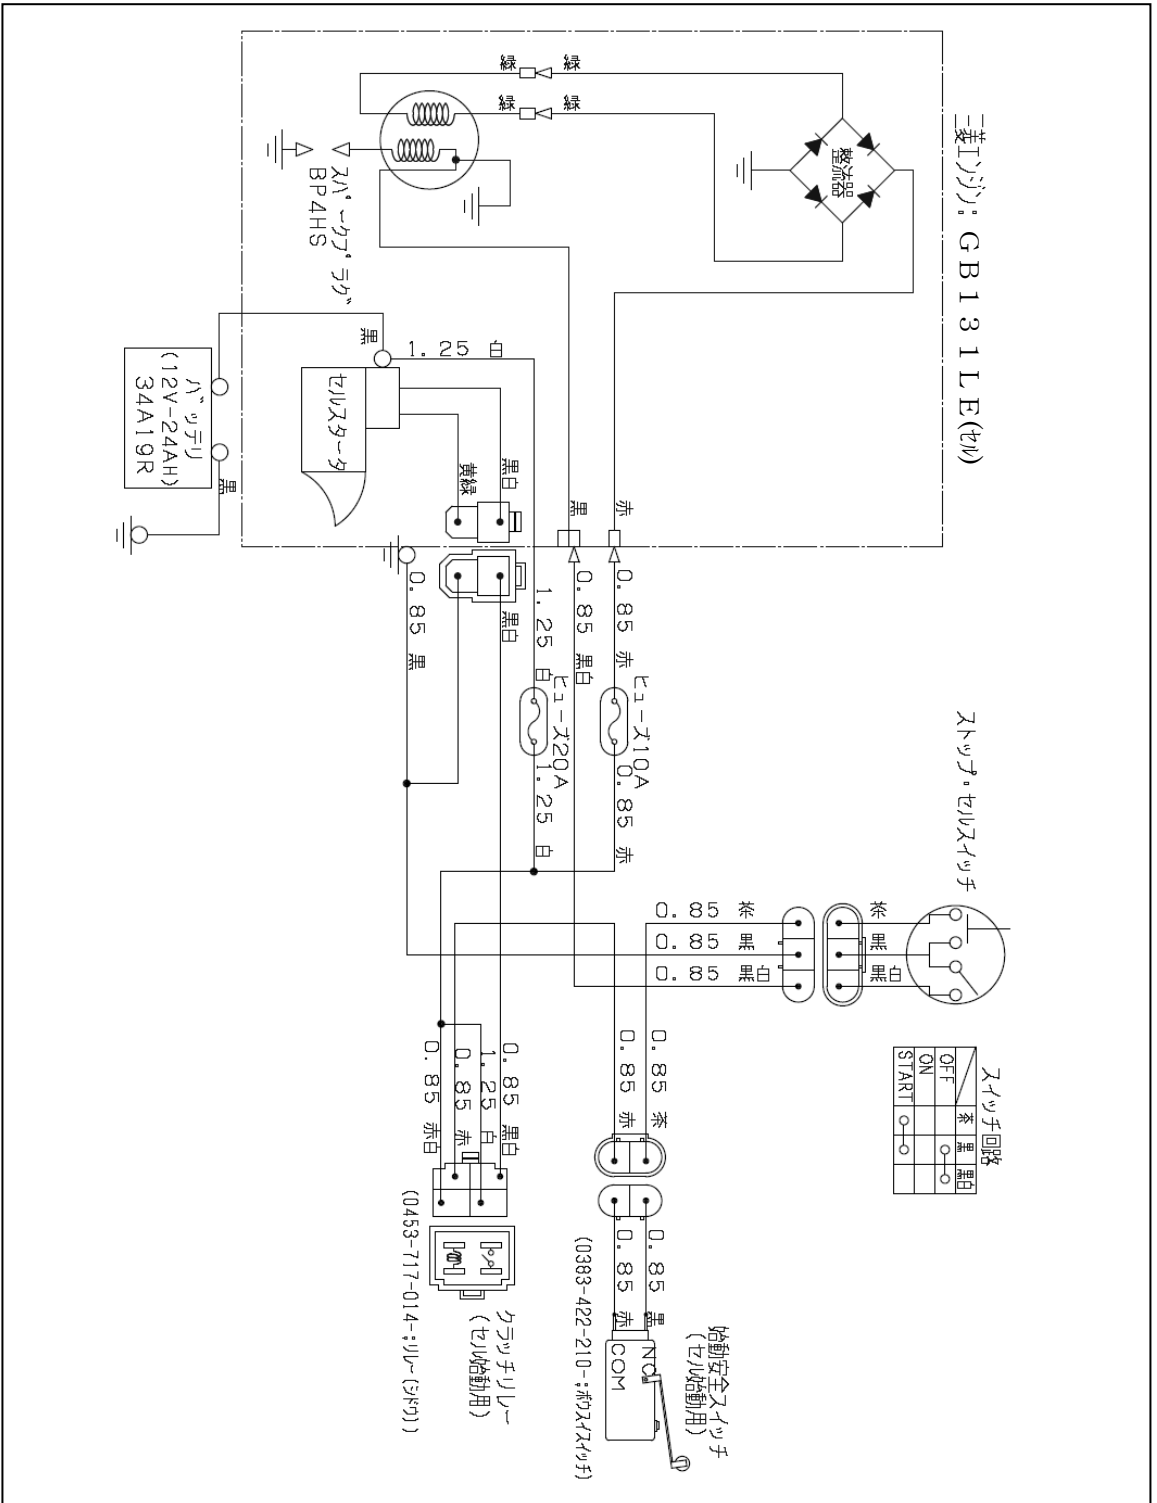 三菱エンジン：ＧＢ１３１ＬＥ(セル)
緑
緑
緑
緑
整流器
スパークプラグ
BP4HS
黒
1.25 白
セルスタータ
バッテリ
(12V-24AH)
34A19R
黒
黄緑
黒白
黒
赤
0.85 黒
黒白
1.25 白
0.85 黒白
0.85 赤
ヒューズ20A
ヒューズ10A
1.25 白
0.85 赤
ストップ・セルスイッチ
0.85 茶
0.85 黒
0.85 黒白
茶
黒
黒白
スイッチ回路
茶 黒 黒白
OFF
ON
START
0.85 茶
0.85 赤
0.85 黒白
1.25 白
0.85 赤
0.85 赤白
0.85 黒
0.85 赤
NO
COM
始動安全スイッチ
(セル始動用)
(0383-422-210-:ボウスイスイッチ)
クラッチリレー
(セル始動用)
(0453-717-014-:リレー(シドウ))